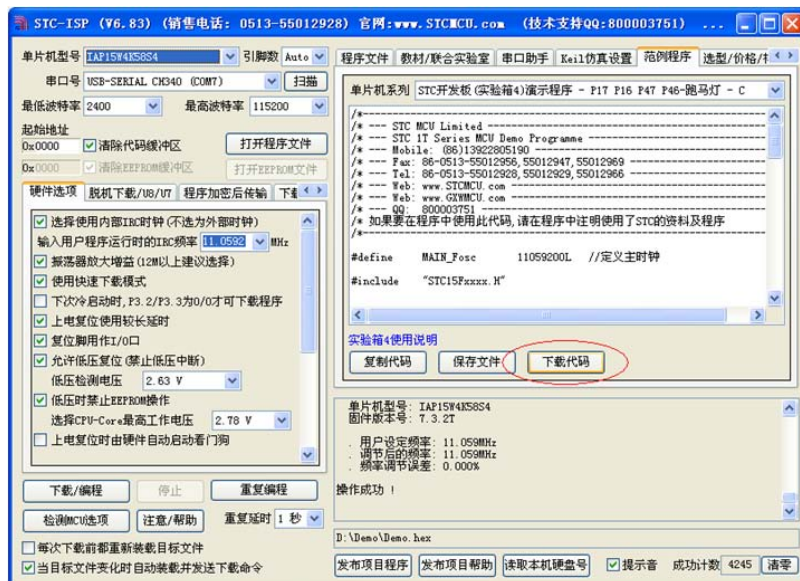 STC-ISP (V6.83) (销售电话: 0513-55012928) 官网:www.STCMCU.com (技术支持QQ:800003751) ...
单片机型号 IAP15W4K58S4 引脚数 Auto
串口号 USB-SERIAL CH340 (COM7) 扫描
最低波特率 2400 最高波特率 115200
起始地址
0x0000 清除代码缓冲区 打开程序文件
0x0000 清除EEPROM缓冲区 打开EEPROM文件
硬件选项 脱机下载/U8/U7 程序加密后传输
选择使用内部IRC时钟(不选为外部时钟)
输入用户程序运行时的IRC频率 11.0592 MHz
振荡器放大增益(12M以上建议选择)
使用快速下载模式
下次冷启动时,P3.2/P3.3为0/0才可下载程序
上电复位使用较长延时
复位脚用作I/O口
允许低压复位(禁止低压中断)
低压检测电压 2.63 V
低压时禁止EEPROM操作
选择CPU-Core最高工作电压 2.78 V
上电复位时由硬件自动启动看门狗
下载/编程 停止 重复编程
检测MCU选项 注意/帮助 重复延时 1 秒
每次下载前都重新装载目标文件
当目标文件变化时自动装载并发送下载命令
程序文件 教材/联合实验室 串口助手 Keil仿真设置 范例程序 选型/价格/
单片机系列 STC开发板(实验箱4)演示程序 - P17 P16 P47 P46-跑马灯 - C
/*---------------------------------------------------------------------
/* --- STC MCU Limited ------------------------------------------------
/* --- STC 1T Series MCU Demo Programme -------------------------------
/* --- Mobile: (86)13922805190 ----------------------------------------
/* --- Fax: 86-0513-55012956,55012947,55012969 ------------------------
/* --- Tel: 86-0513-55012928,55012929,55012966 ------------------------
/* --- Web: www.STCMCU.com --------------------------------------------
/* --- Web: www.GXWMCU.com --------------------------------------------
/* --- QQ: 800003751 --------------------------------------------------
/* 如果要在程序中使用此代码,请在程序中注明使用了STC的资料及程序
/*---------------------------------------------------------------------
#define MAIN_Fosc 11059200L //定义主时钟
#include "STC15Fxxxx.H"
实验箱4使用说明
复制代码 保存文件 下载代码
单片机型号: IAP15W4K58S4
固件版本号: 7.3.2T
. 用户设定频率: 11.059MHz
. 调节后的频率: 11.059MHz
. 频率调节误差: 0.000%
操作成功 !
D:\Demo\Demo.hex
发布项目程序 发布项目帮助 读取本机硬盘号 提示音 成功计数 4245 清零